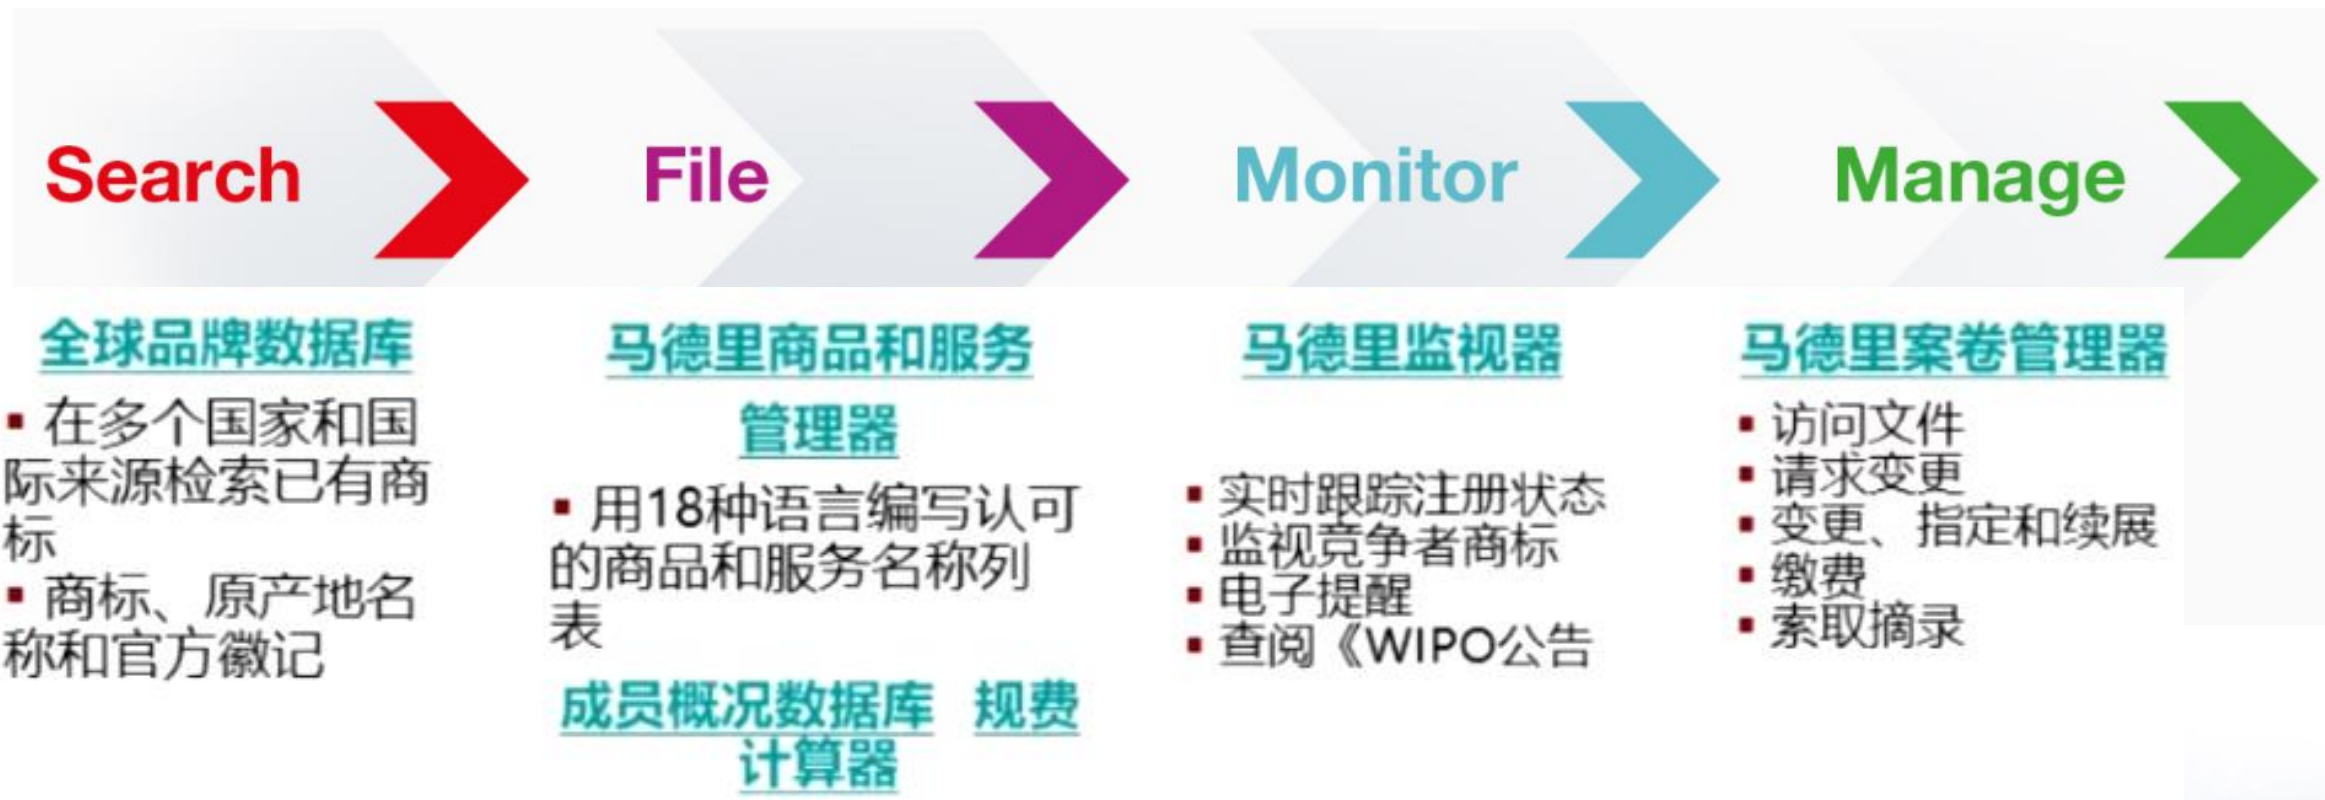 Search
File
Monitor
Manage
全球品牌数据库
▪ 在多个国家和国
际来源检索已有商
标
▪ 商标、原产地名
称和官方徽记
马德里商品和服务
管理器
▪ 用18种语言编写认可
的商品和服务名称列
表
成员概况数据库 规费
计算器
马德里监视器
▪ 实时跟踪注册状态
▪ 监视竞争者商标
▪ 电子提醒
▪ 查阅《WIPO公告
马德里案卷管理器
▪ 访问文件
▪ 请求变更
▪ 变更、指定和续展
▪ 缴费
▪ 索取摘录